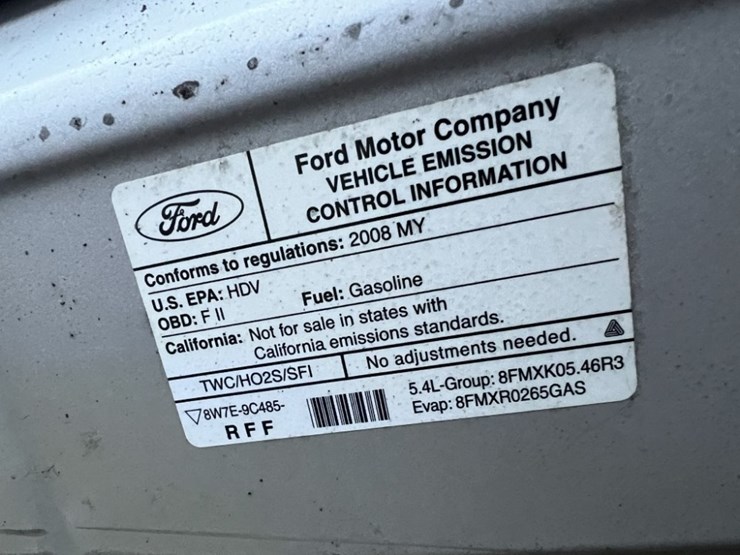 Ford
Ford Motor Company
VEHICLE EMISSION
CONTROL INFORMATION
Conforms to regulations: 2008 MY
U.S. EPA: HDV
OBD: F II
Fuel: Gasoline
California: Not for sale in states with
California emissions standards.
TWC/HO2S/SFI
No adjustments needed.
8W7E-9C485-
RFF
5.4L-Group: 8FMXK05.46R3
Evap: 8FMXR0265GAS